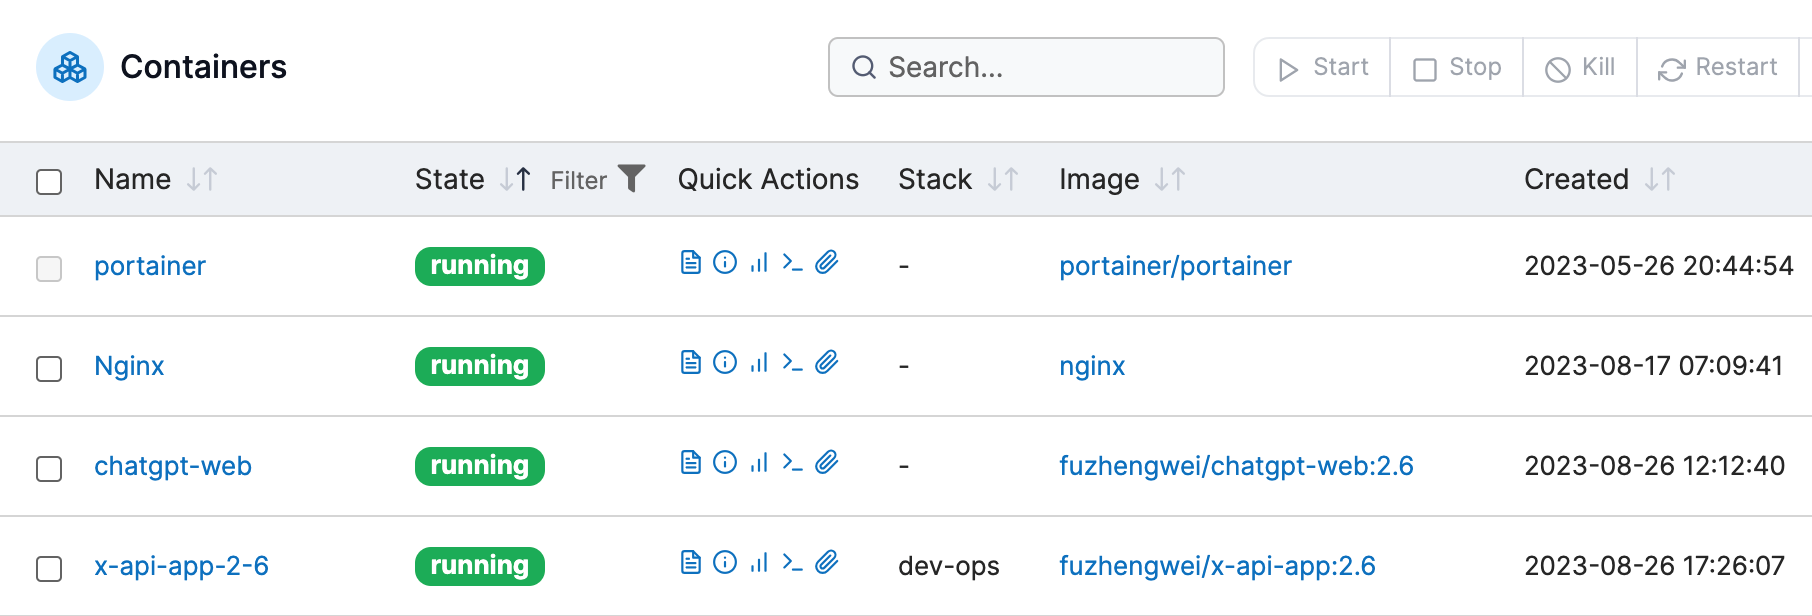 Containers Search... Start Stop Kill Restart
Name State Filter Quick Actions Stack Image Created
portainer running - portainer/portainer 2023-05-26 20:44:54
Nginx running - nginx 2023-08-17 07:09:41
chatgpt-web running - fuzhengwei/chatgpt-web:2.6 2023-08-26 12:12:40
x-api-app-2-6 running dev-ops fuzhengwei/x-api-app:2.6 2023-08-26 17:26:07